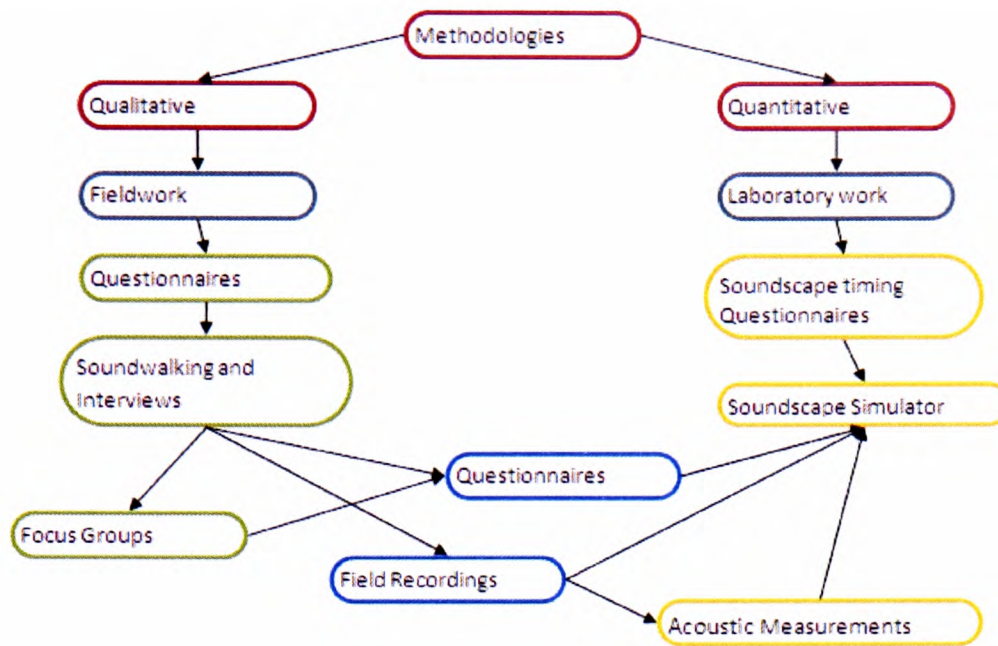 Methodologies
Qualitative
Quantitative
Fieldwork
Laboratory work
Questionnaires
Soundscape timing
Questionnaires
Soundwalking and
Interviews
Soundscape Simulator
Questionnaires
Focus Groups
Field Recordings
Acoustic Measurements